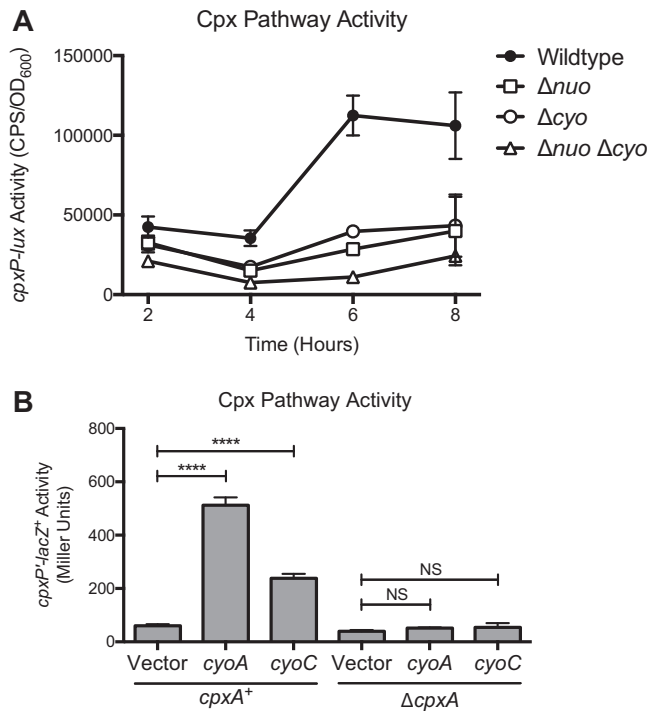 A
Cpx Pathway Activity
cpxP-lux Activity (CPS/OD600)
150000
100000
50000
0
2 4 6 8
Time (Hours)
Wildtype
Δnuo
Δcyo
Δnuo Δcyo
B
Cpx Pathway Activity
cpxP'-lacZ+ Activity
(Miller Units)
800
600
400
200
0
****
****
NS
NS
Vector cyoA cyoC Vector cyoA cyoC
cpxA+ ΔcpxA